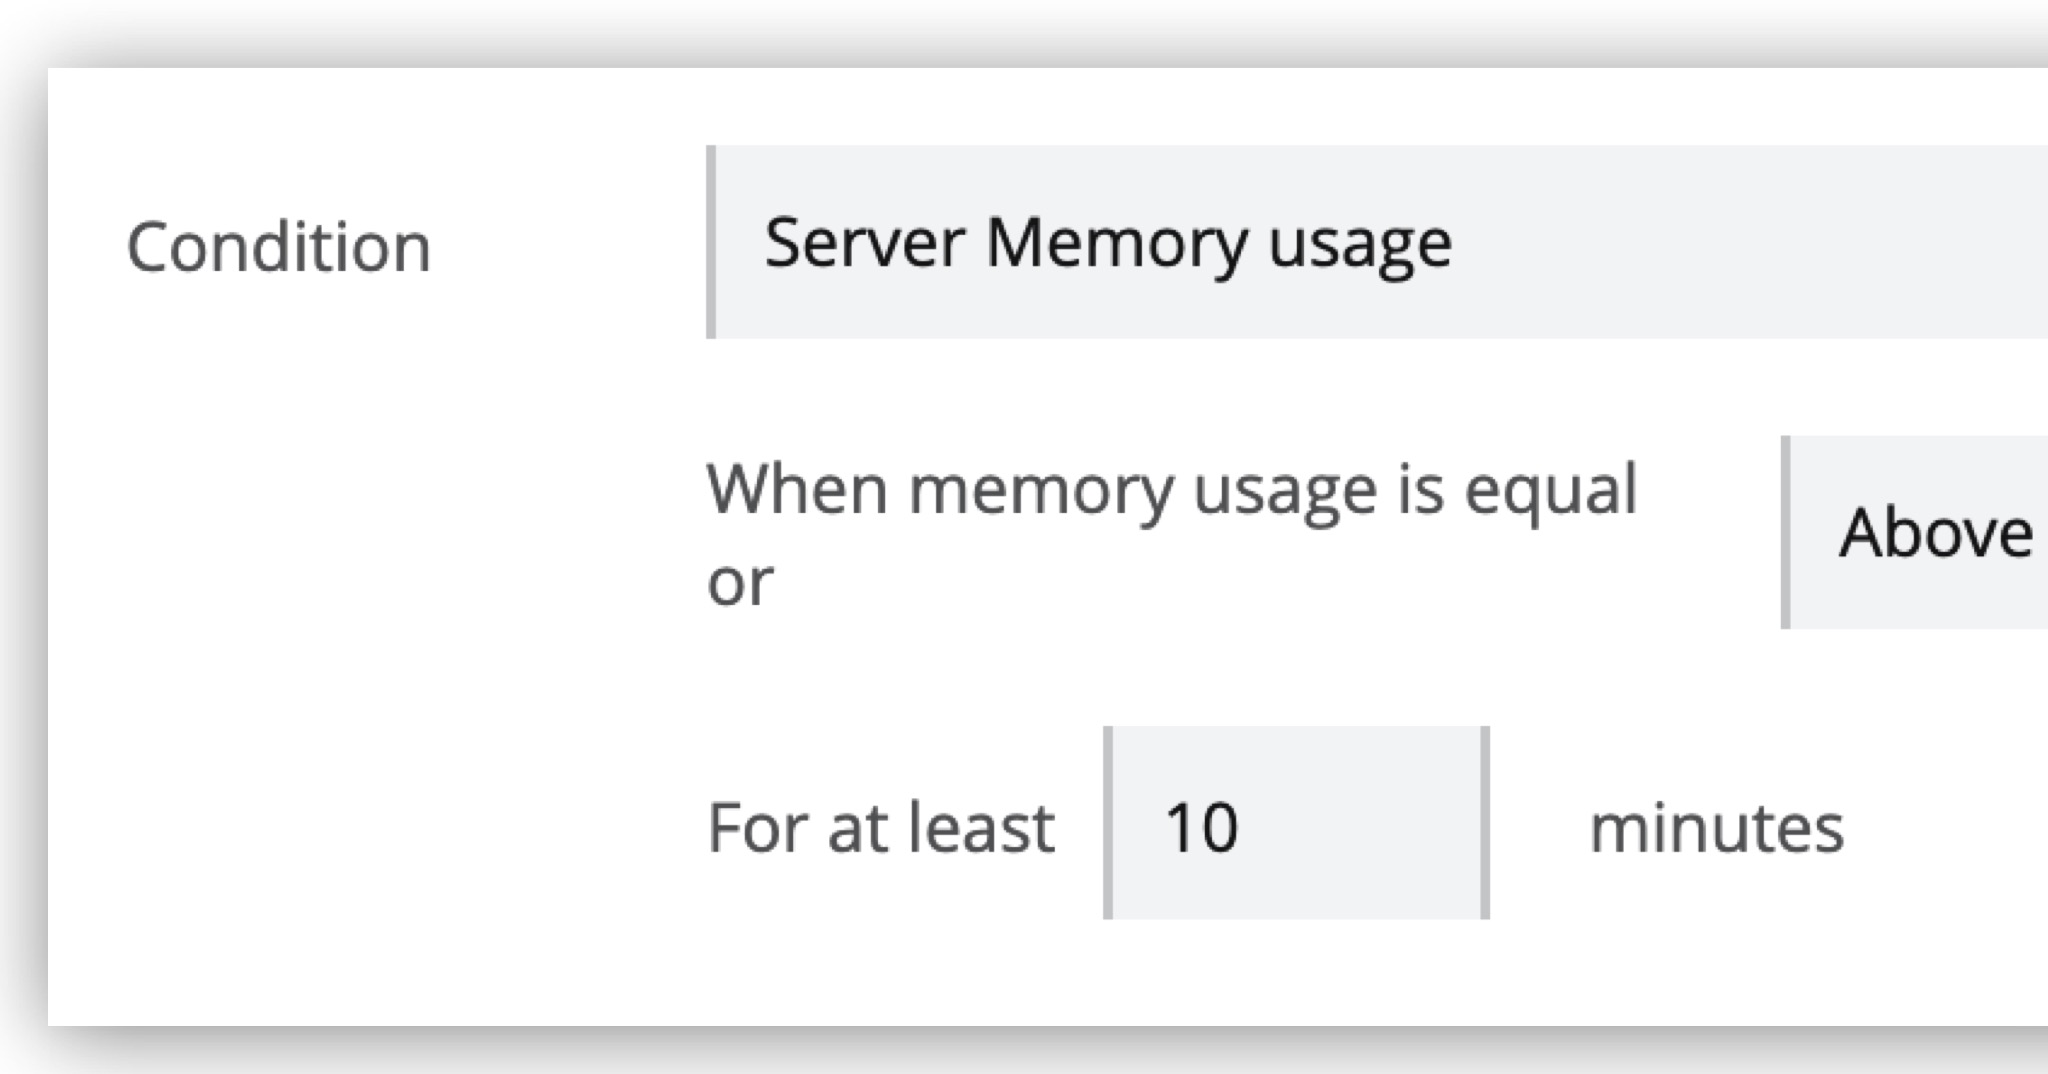 Condition
Server Memory usage
When memory usage is equal
or
Above
For at least 10 minutes